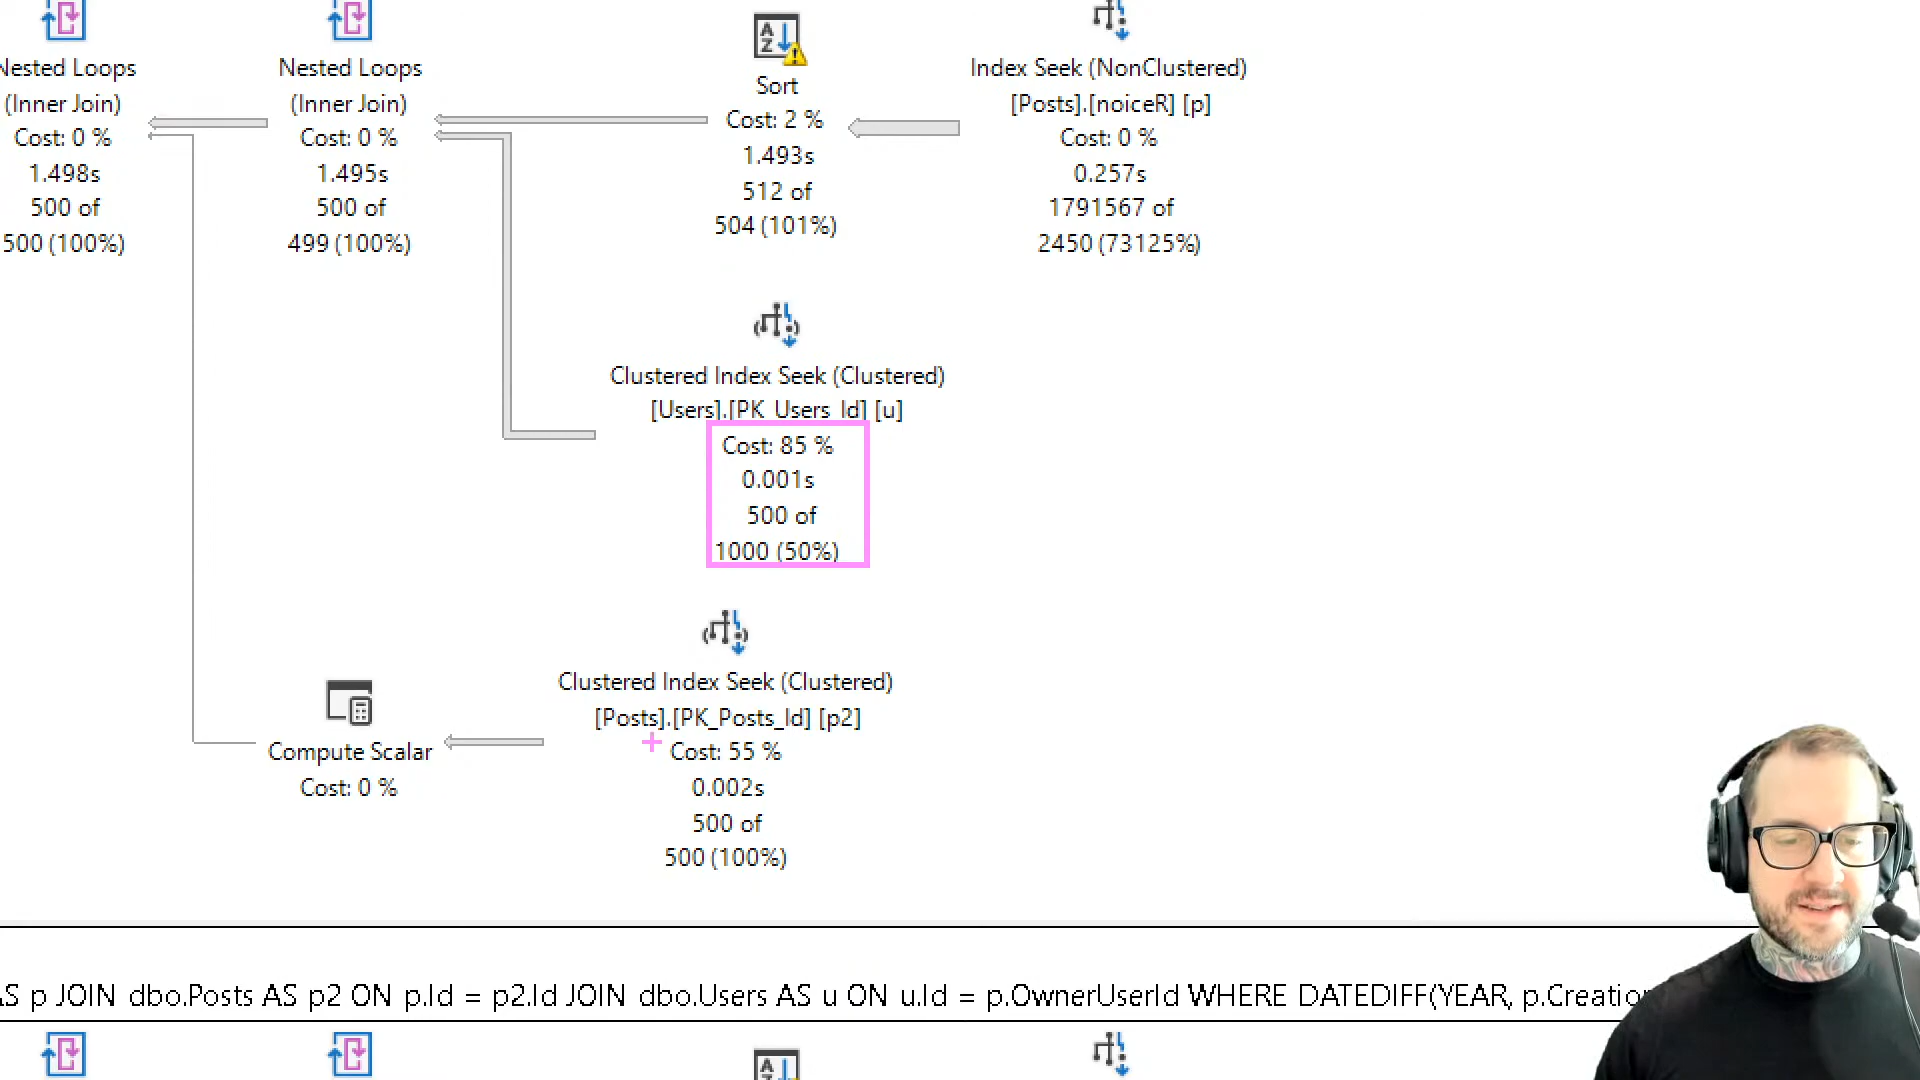 Nested Loops
(Inner Join)
Cost: 0 %
1.498s
500 of
500 (100%)
Nested Loops
(Inner Join)
Cost: 0 %
1.495s
500 of
499 (100%)
A
Z
Sort
Cost: 2 %
1.493s
512 of
504 (101%)
Index Seek (NonClustered)
[Posts].[noiceR] [p]
Cost: 0 %
0.257s
1791567 of
2450 (73125%)
Clustered Index Seek (Clustered)
[Users].[PK_Users_Id] [u]
Cost: 85 %
0.001s
500 of
1000 (50%)
Compute Scalar
Cost: 0 %
Clustered Index Seek (Clustered)
[Posts].[PK_Posts_Id] [p2]
Cost: 55 %
0.002s
500 of
500 (100%)
AS p JOIN dbo.Posts AS p2 ON p.Id = p2.Id JOIN dbo.Users AS u ON u.Id = p.OwnerUserId WHERE DATEDIFF(YEAR, p.Creatio
A
Z